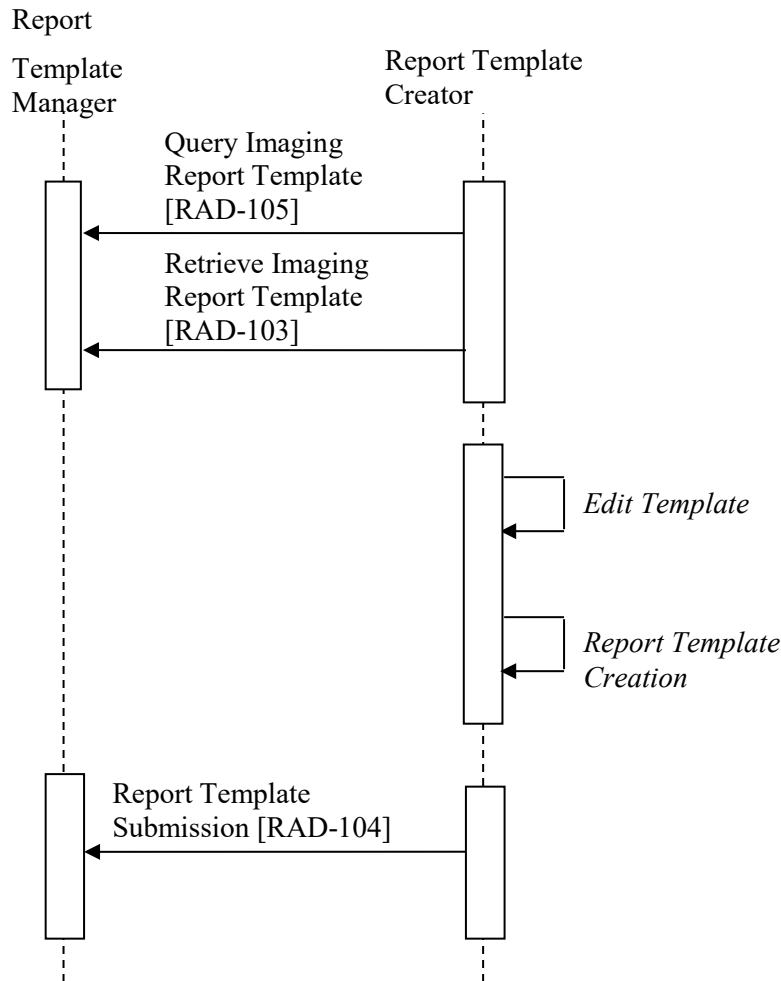 Report
Template
Manager
Report Template
Creator
Query Imaging
Report Template
[RAD-105]
Retrieve Imaging
Report Template
[RAD-103]
Edit Template
Report Template
Creation
Report Template
Submission [RAD-104]